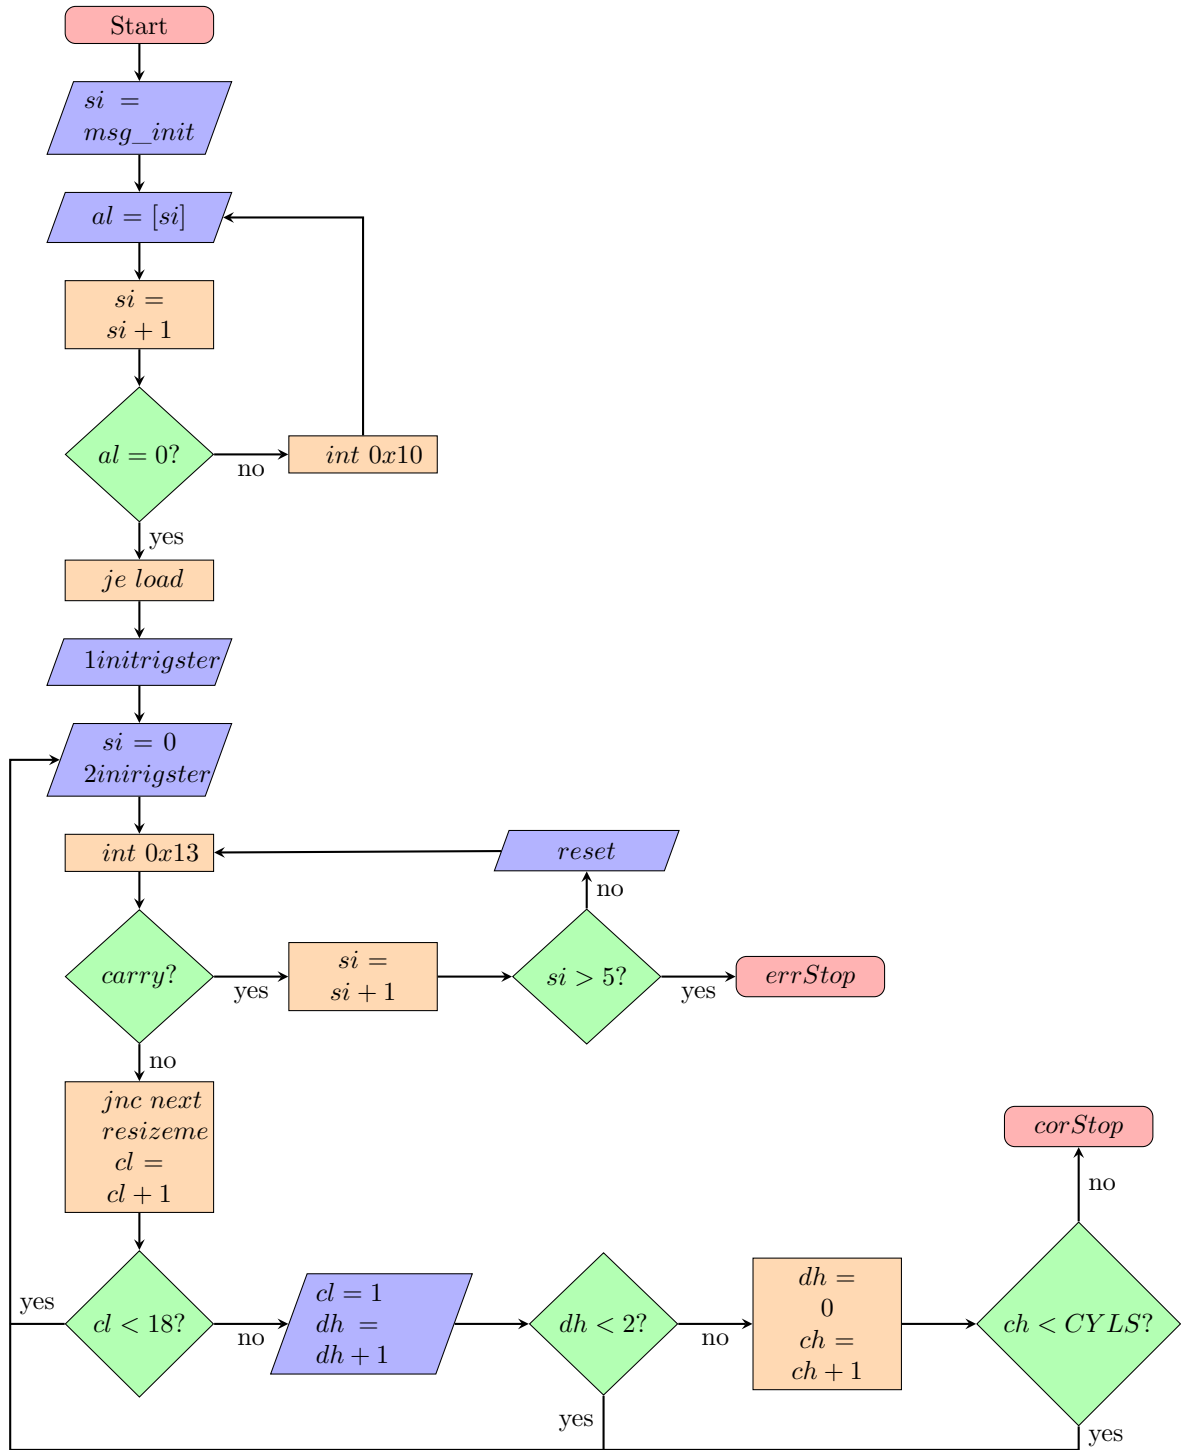 Start
si =
msg_init
al = [si]
si =
si + 1
al = 0?
no
int 0x10
yes
je load
1initrigster
si = 0
2inirigster
int 0x13
reset
no
carry?
yes
si =
si + 1
si > 5?
yes
errStop
no
jnc next
resizeme
cl =
cl + 1
corStop
no
yes
cl < 18?
no
cl = 1
dh =
dh + 1
dh < 2?
no
dh =
0
ch =
ch + 1
ch < CYLS?
yes
yes